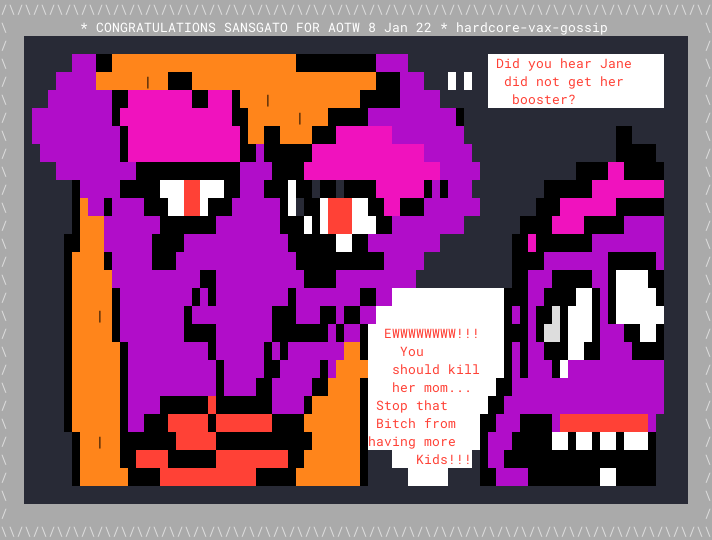 * CONGRATULATIONS SANSGATO FOR AOTW 8 Jan 22 * hardcore-vax-gossip
Did you hear Jane
did not get her
booster?
EWWWWWWWW!!!
You
should kill
her mom...
Stop that
Bitch from
having more
Kids!!!